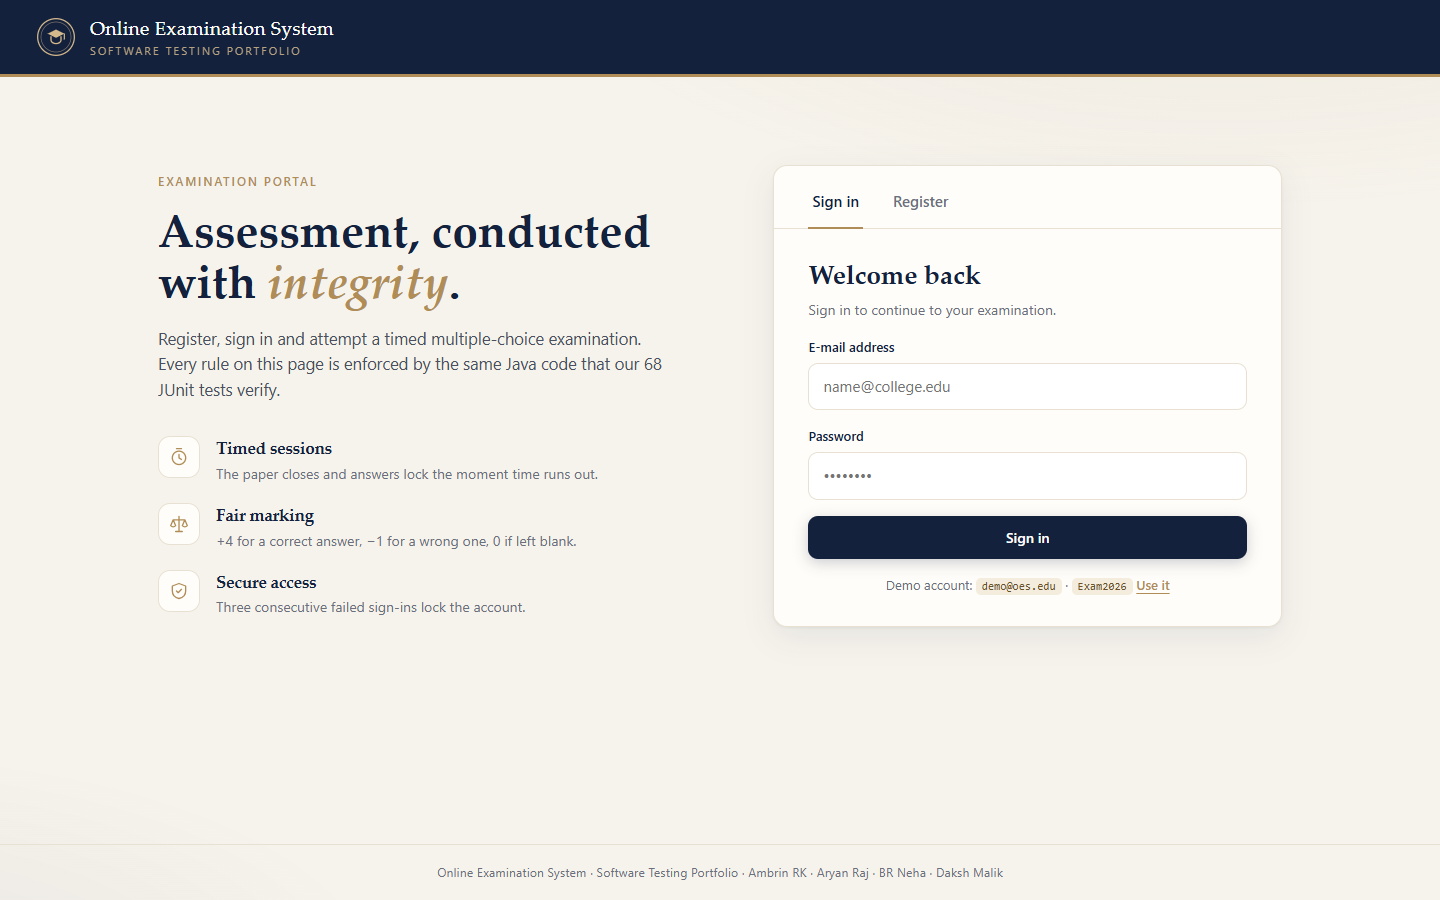 Online Examination System
SOFTWARE TESTING PORTFOLIO
EXAMINATION PORTAL
Assessment, conducted
with integrity.
Register, sign in and attempt a timed multiple-choice examination.
Every rule on this page is enforced by the same Java code that our 68
JUnit tests verify.
Timed sessions
The paper closes and answers lock the moment time runs out.
Fair marking
+4 for a correct answer, −1 for a wrong one, 0 if left blank.
Secure access
Three consecutive failed sign-ins lock the account.
Sign in Register
Welcome back
Sign in to continue to your examination.
E-mail address
name@college.edu
Password
••••••••
Sign in
Demo account: demo@oes.edu · Exam2026 Use it
Online Examination System · Software Testing Portfolio · Ambrin RK · Aryan Raj · BR Neha · Daksh Malik